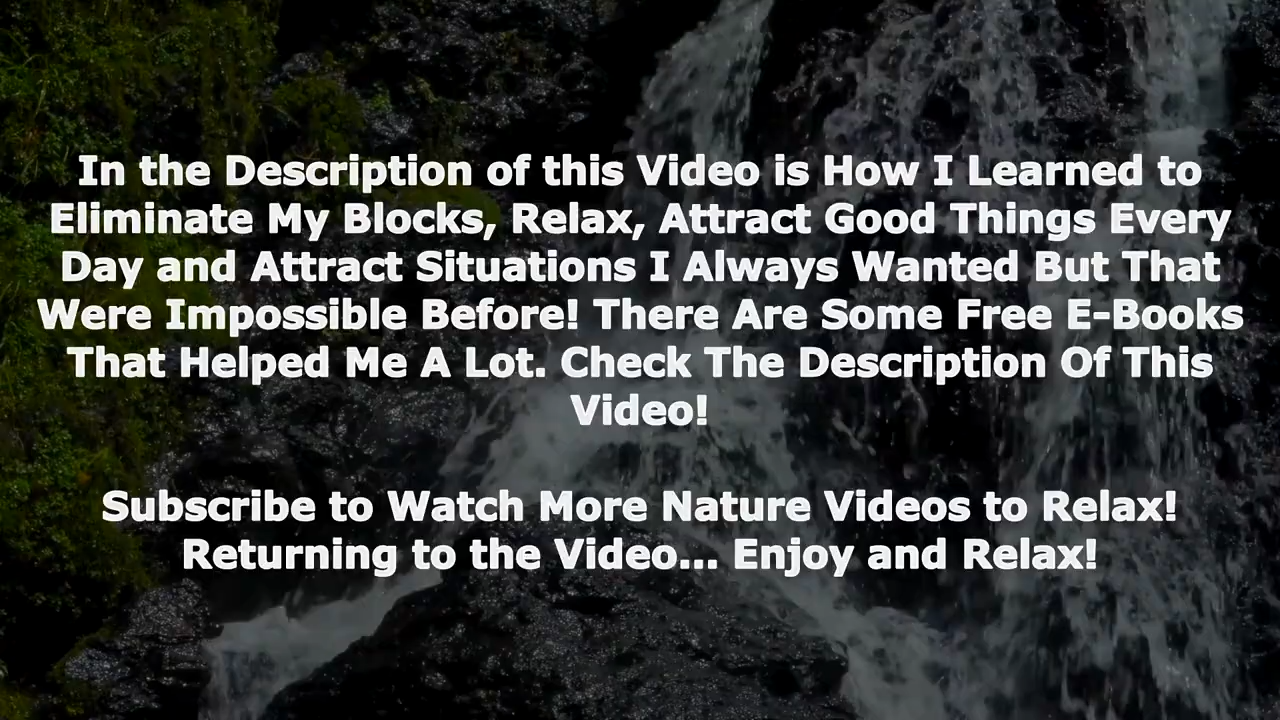 In the Description of this Video is How I Learned to
Eliminate My Blocks, Relax, Attract Good Things Every
Day and Attract Situations I Always Wanted But That
Were Impossible Before! There Are Some Free E-Books
That Helped Me A Lot. Check The Description Of This
Video!
Subscribe to Watch More Nature Videos to Relax!
Returning to the Video... Enjoy and Relax!